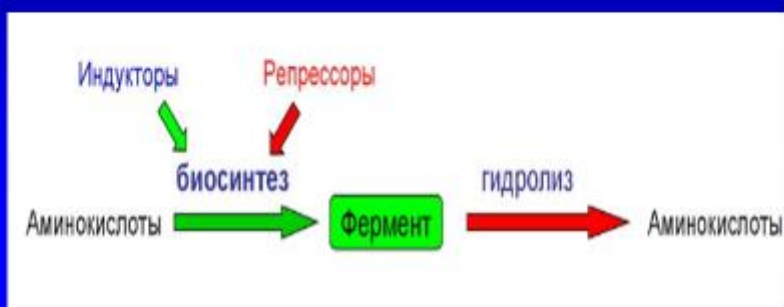 Индукторы Репрессоры
биосинтез гидролиз
Аминокислоты Фермент Аминокислоты